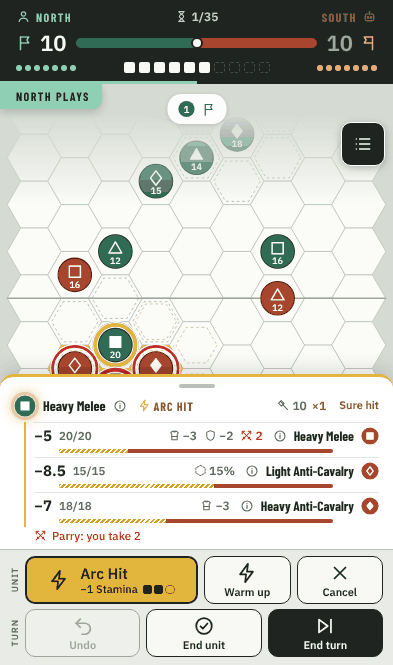 NORTH 1/35 SOUTH
10 10
NORTH PLAYS
1
18
14
15
12 16
16
12
20
Heavy Melee ARC HIT 10 ×1 Sure hit
−5 20/20 −3 −2 2 Heavy Melee
−8.5 15/15 15% Light Anti-Cavalry
−7 18/18 −3 Heavy Anti-Cavalry
Parry: you take 2
UNIT
Arc Hit
−1 Stamina
Warm up
Cancel
TURN
Undo
End unit
End turn